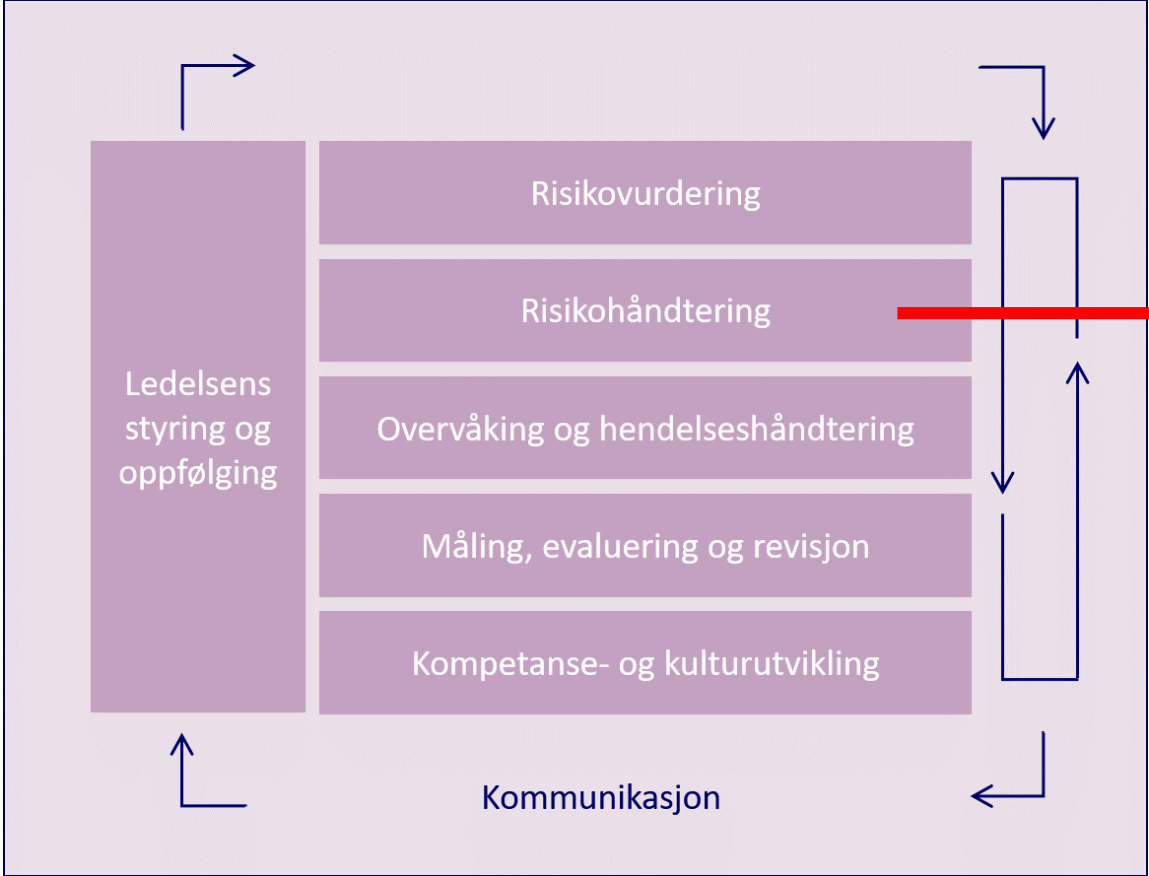 Risikovurdering
Risikohåndtering
Ledelsens
styring og
oppfølging
Overvåking og hendelseshåndtering
Måling, evaluering og revisjon
Kompetanse- og kulturutvikling
Kommunikasjon